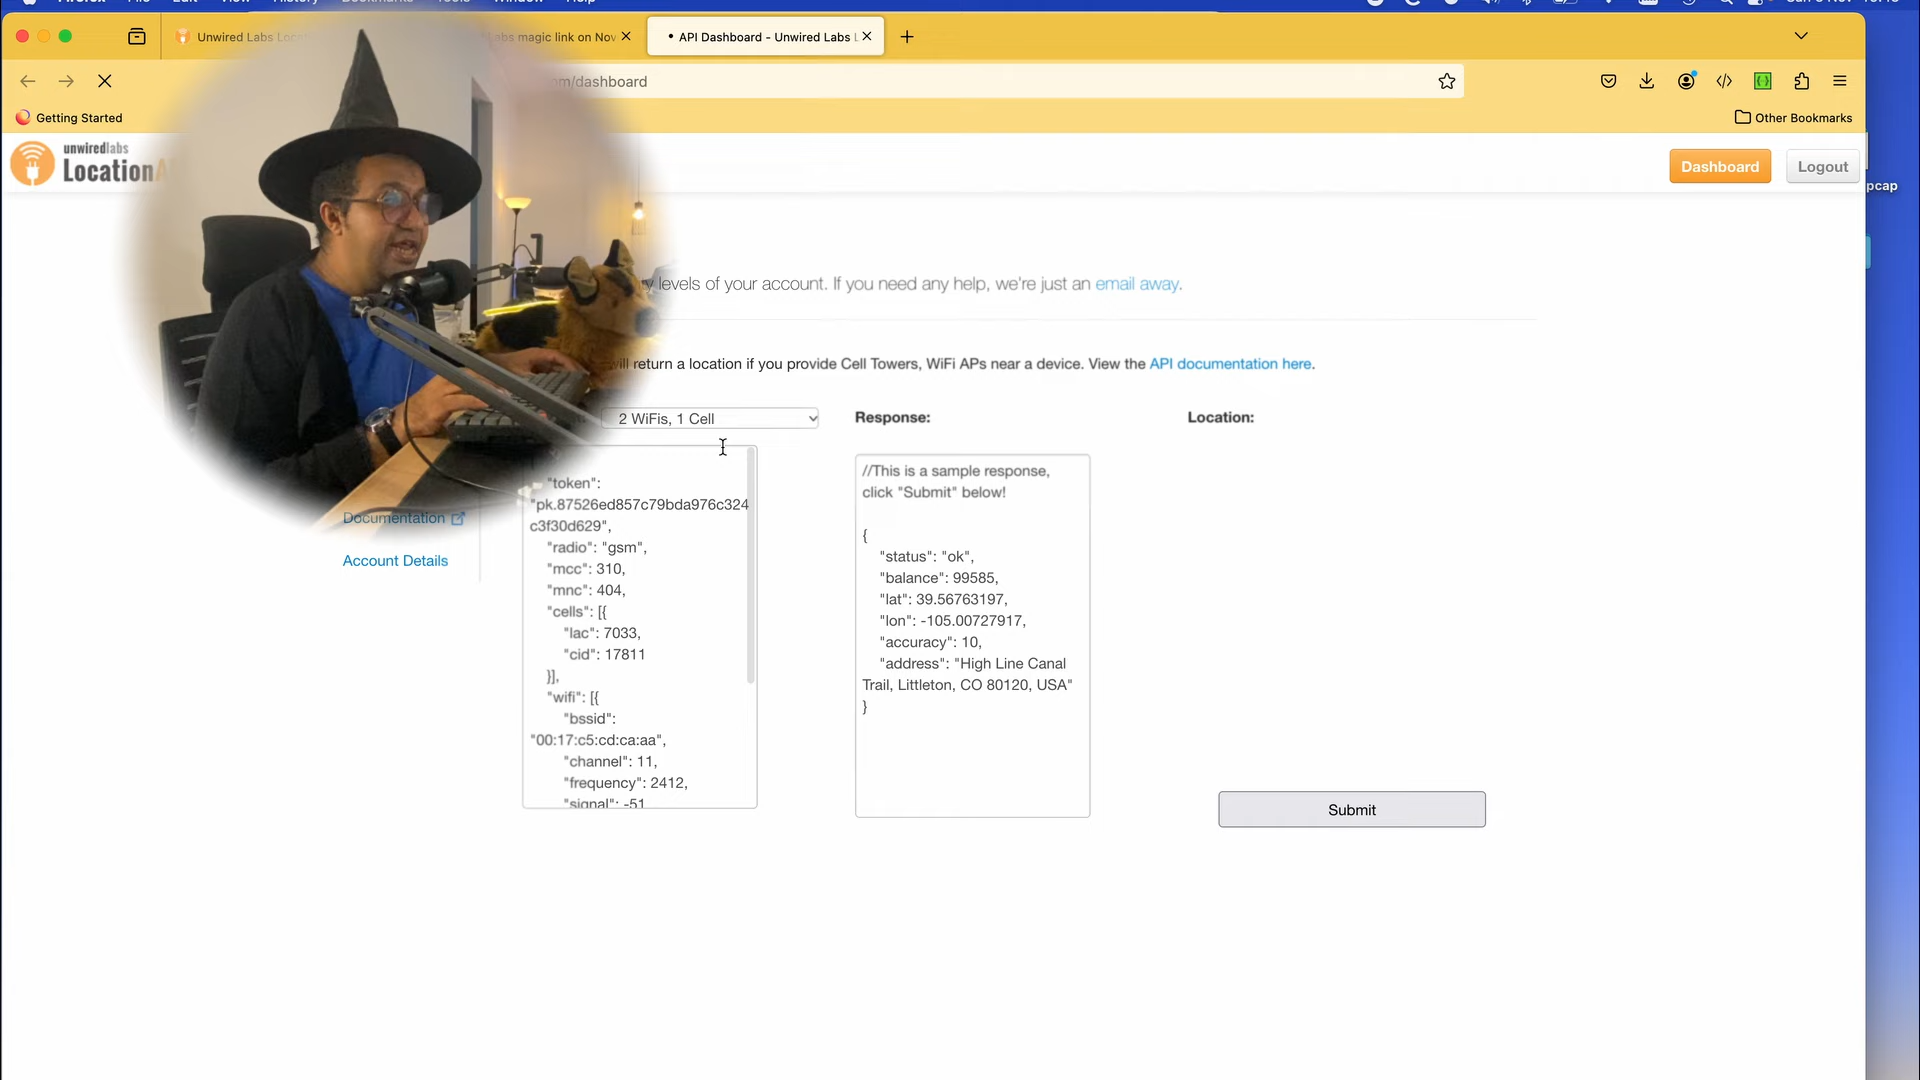 Unwired Labs Loca
abs magic link on Nov
API Dashboard - Unwired Labs L
om/dashboard
Getting Started
Other Bookmarks
unwiredlabs
LocationA
Dashboard
Logout
pcap
y levels of your account. If you need any help, we're just an email away.
will return a location if you provide Cell Towers, WiFi APs near a device. View the API documentation here.
2 WiFis, 1 Cell
Response:
Location:
"token":
"pk.87526ed857c79bda976c324
c3f30d629",
"radio": "gsm",
"mcc": 310,
"mnc": 404,
"cells": [{
"lac": 7033,
"cid": 17811
}],
"wifi": [{
"bssid":
"00:17:c5:cd:ca:aa",
"channel": 11,
"frequency": 2412,
"signal": -51
Documentation
Account Details
//This is a sample response,
click "Submit" below!
{
"status": "ok",
"balance": 99585,
"lat": 39.56763197,
"lon": -105.00727917,
"accuracy": 10,
"address": "High Line Canal
Trail, Littleton, CO 80120, USA"
}
Submit